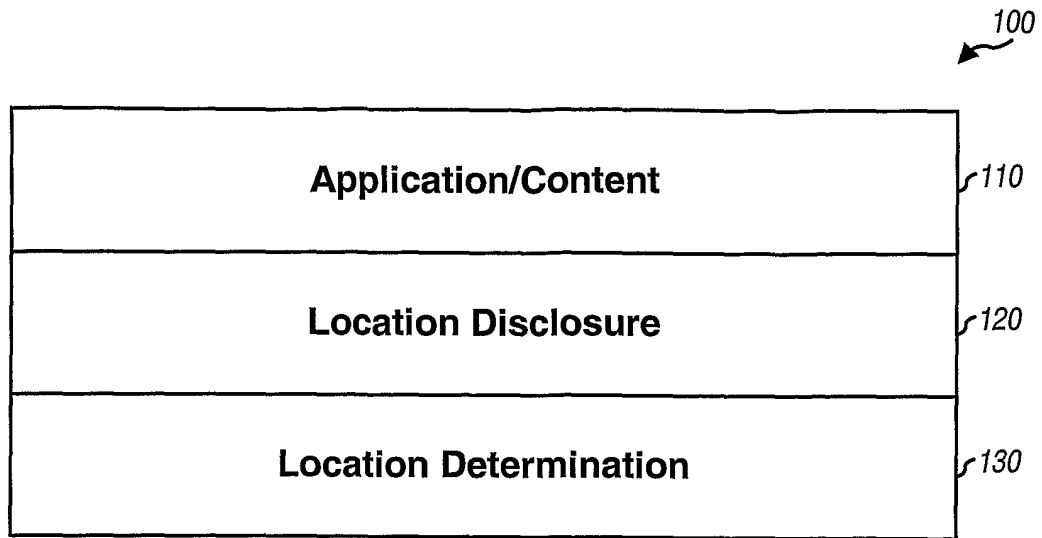 100
Application/Content
110
Location Disclosure
120
Location Determination
130